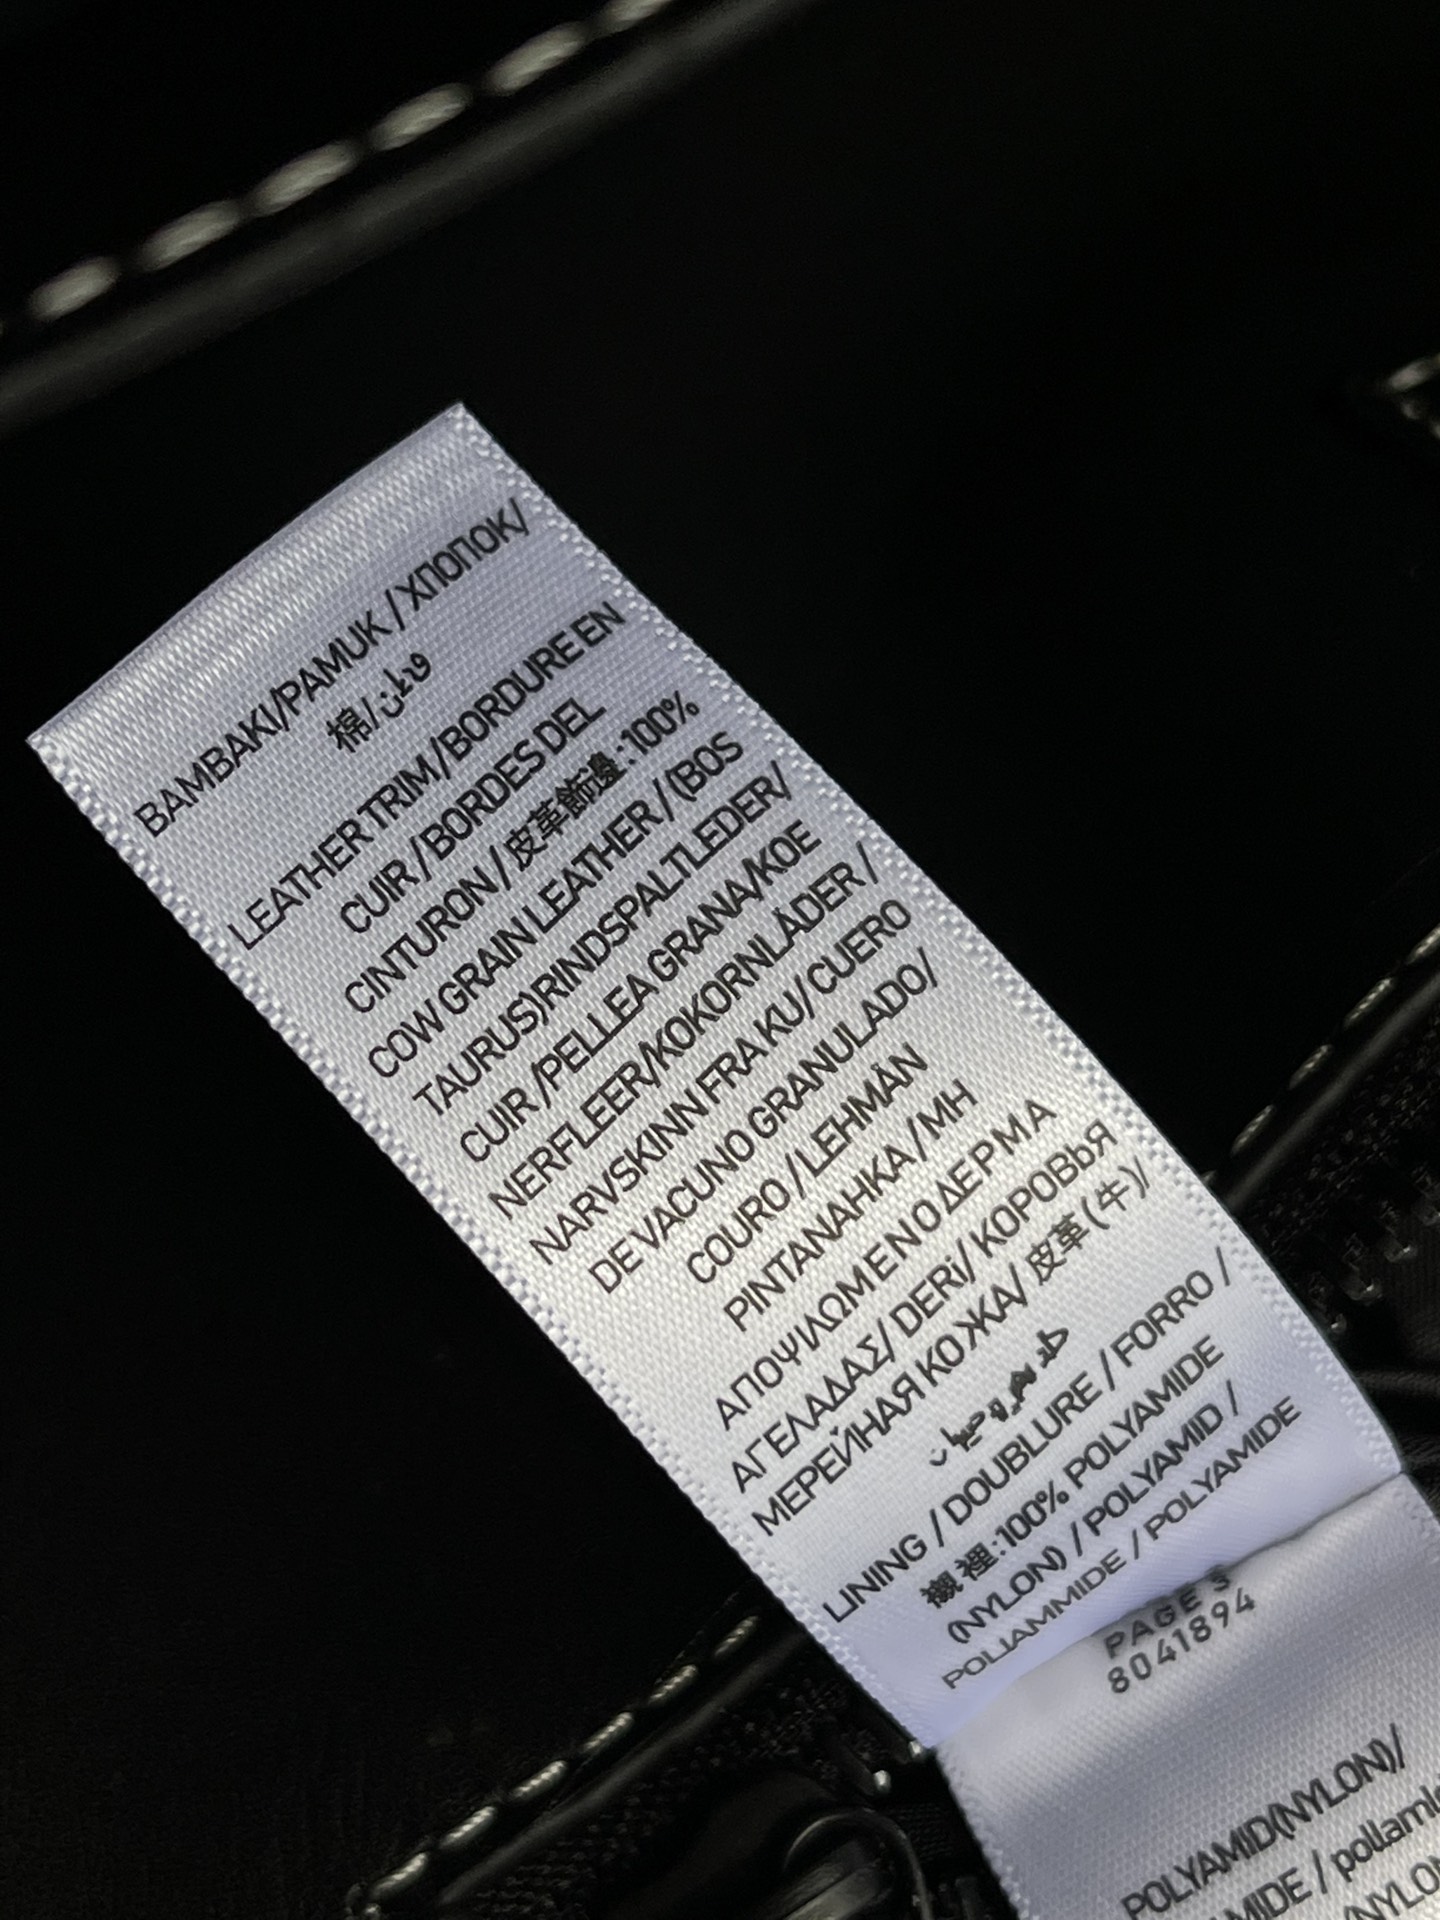 BAMBAKI/PAMUK / ХПОПОК/
棉/قطن
LEATHER TRIM/BORDURE EN
CUIR / BORDES DEL
CINTURON / 皮革飾邊:100%
COW GRAIN LEATHER / (BOS
TAURUS)RINDSPALTLEDER/
CUIR /PELLEA GRANA/KOE
NERFLEER/KOKORNLÄDER /
NARVSKINN FRA KU/ CUERO
DE VACUNO GRANULADO/
COURO / LEHMÄN
PINTANAHKA / MH
ΑΠΟΨΙΛΩΜΕΝΟ ΔΕΡΜΑ
ΑΓΕΛΑΔΑΣ/ DERİ/ KOPOBbЯ
МЕРЕЙНАЯ КОЖА/ 皮革(牛)/
LINING / DOUBLURE / FORRO /
襯裡:100% POLYAMIDE
(NYLON) / POLYAMID /
POLIAMMIDE / POLYAMIDE
PAGE 3
8041894
POLYAMID(NYLON)/